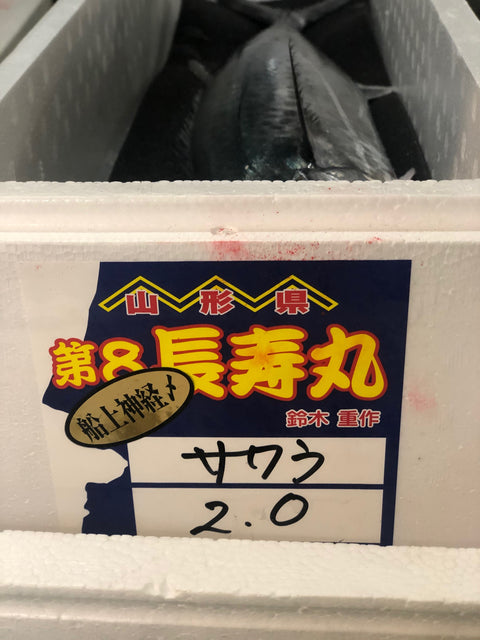 山形県
第8長寿丸
船上神経〆
鈴木 重作
サワラ
2.0